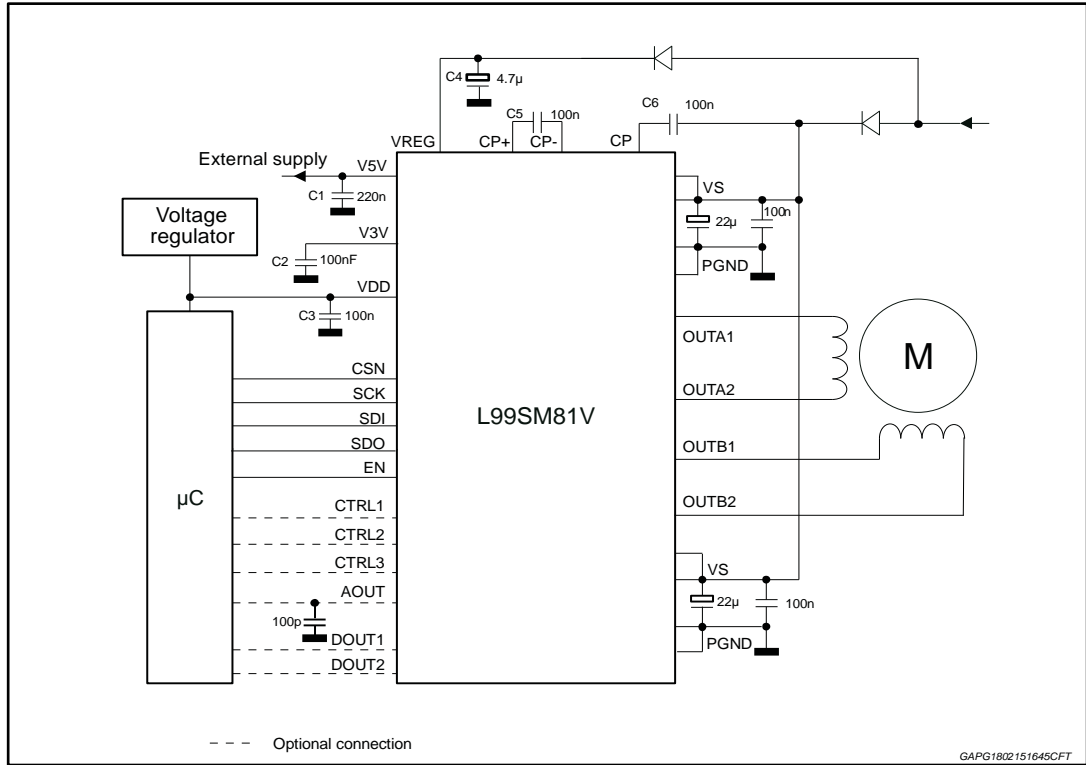 C4
4.7µ
C6
100n
C5
100n
VREG
CP+
CP-
CP
External supply
V5V
C1
220n
VS
100n
22µ
Voltage
regulator
V3V
C2
100nF
PGND
VDD
C3
100n
OUTA1
M
CSN
OUTA2
SCK
L99SM81V
SDI
SDO
OUTB1
EN
µC
CTRL1
OUTB2
CTRL2
CTRL3
VS
AOUT
22µ
100n
100p
DOUT1
PGND
DOUT2
Optional connection
GAPG1802151645CFT